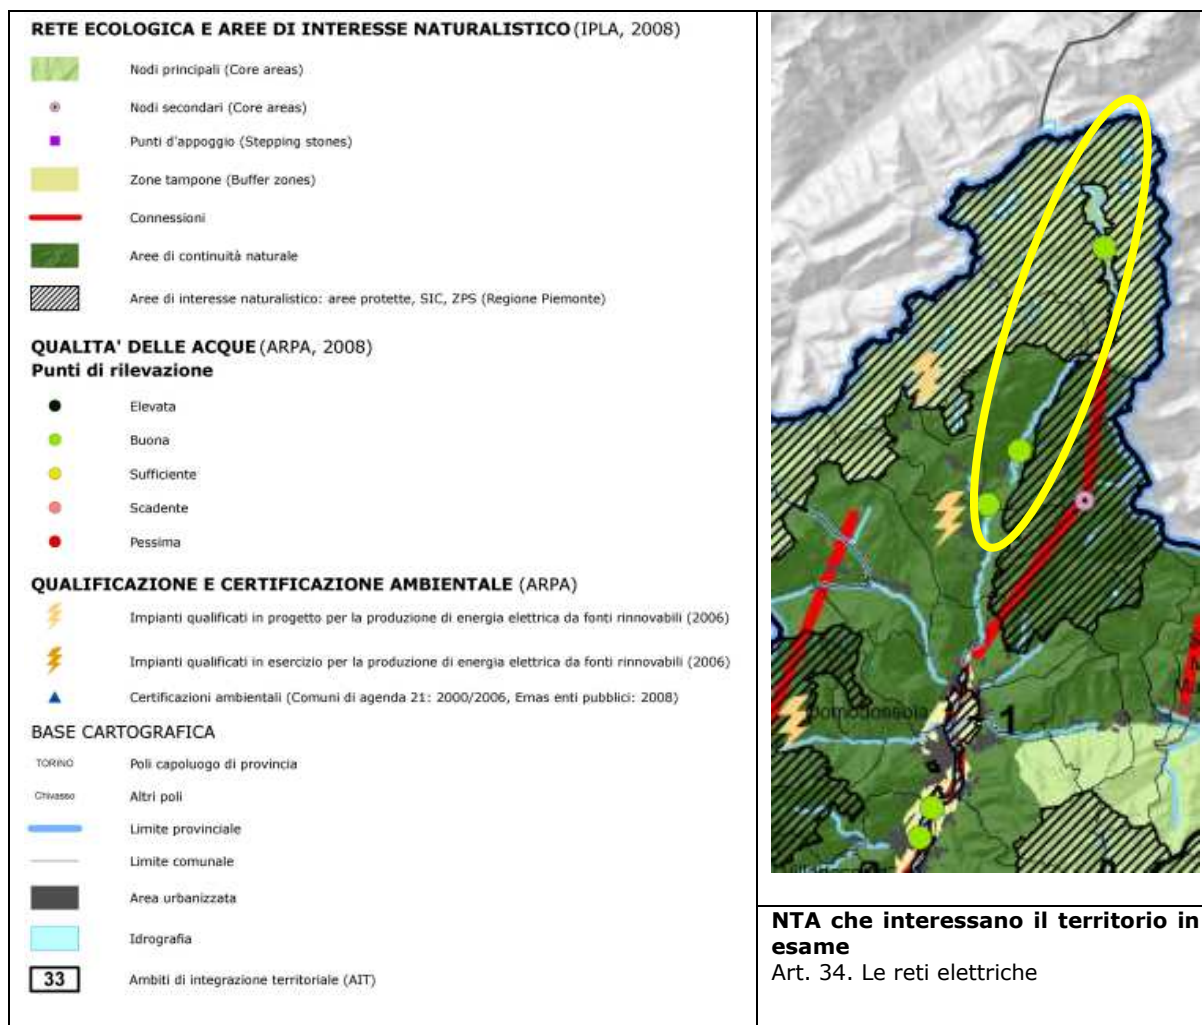 RETE ECOLOGICA E AREE DI INTERESSE NATURALISTICO (IPLA, 2008)
Nodi principali (Core areas)
Nodi secondari (Core areas)
Punti d'appoggio (Stepping stones)
Zone tampone (Buffer zones)
Connessioni
Aree di continuità naturale
Aree di interesse naturalistico: aree protette, SIC, ZPS (Regione Piemonte)
QUALITA' DELLE ACQUE (ARPA, 2008)
Punti di rilevazione
Elevata
Buona
Sufficiente
Scadente
Pessima
QUALIFICAZIONE E CERTIFICAZIONE AMBIENTALE (ARPA)
Impianti qualificati in progetto per la produzione di energia elettrica da fonti rinnovabili (2006)
Impianti qualificati in esercizio per la produzione di energia elettrica da fonti rinnovabili (2006)
Certificazioni ambientali (Comuni di agenda 21: 2000/2006, Emas enti pubblici: 2008)
BASE CARTOGRAFICA
TORINO Poli capoluogo di provincia
Chivasso Altri poli
Limite provinciale
Limite comunale
Area urbanizzata
Idrografia
33 Ambiti di integrazione territoriale (AIT)
Domodossola
1
NTA che interessano il territorio in
esame
Art. 34. Le reti elettriche